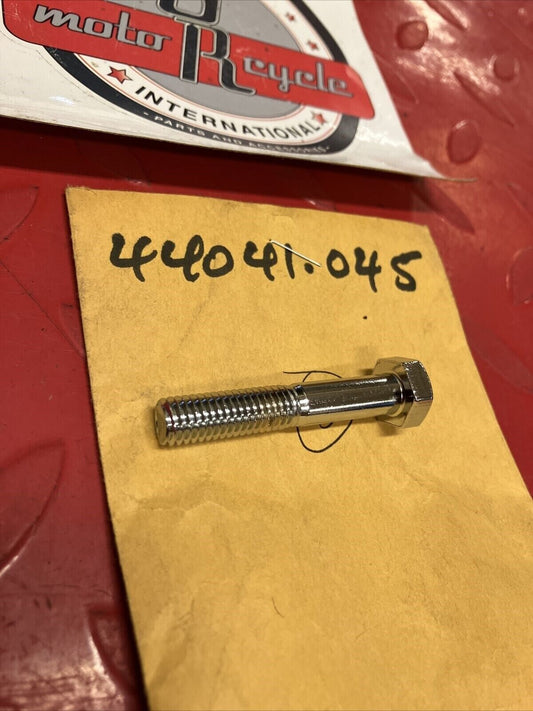 moto Rcycle
INTERNATIONAL
- PARTS AND ACCESSORIES -
44041.045